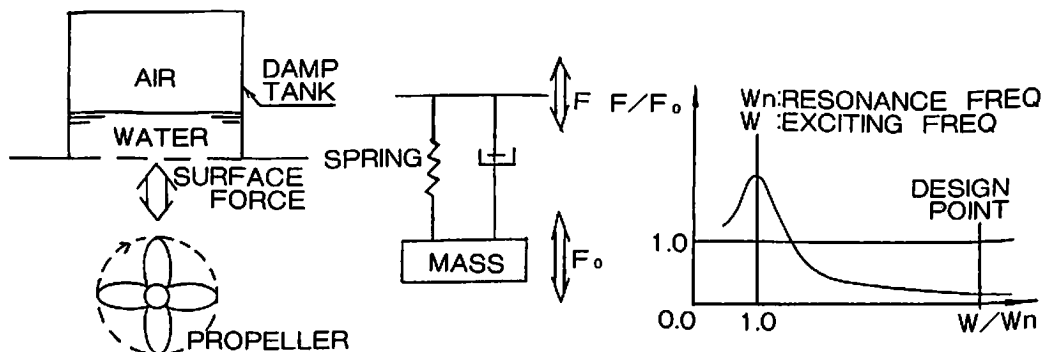 AIR
DAMP
TANK
WATER
SURFACE
FORCE
PROPELLER
SPRING
MASS
F
F₀
F/F₀
Wn:RESONANCE FREQ
W :EXCITING FREQ
DESIGN
POINT
1.0
0.0
1.0
W/Wn